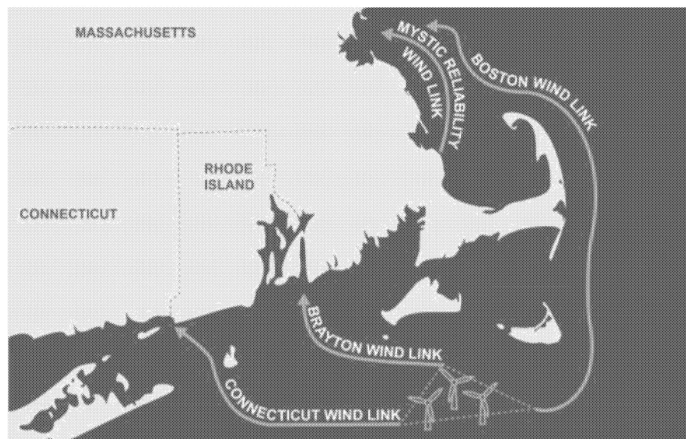 MASSACHUSETTS
MYSTIC RELIABILITY
WIND LINK
BOSTON WIND LINK
RHODE
ISLAND
CONNECTICUT
BRAYTON WIND LINK
CONNECTICUT WIND LINK